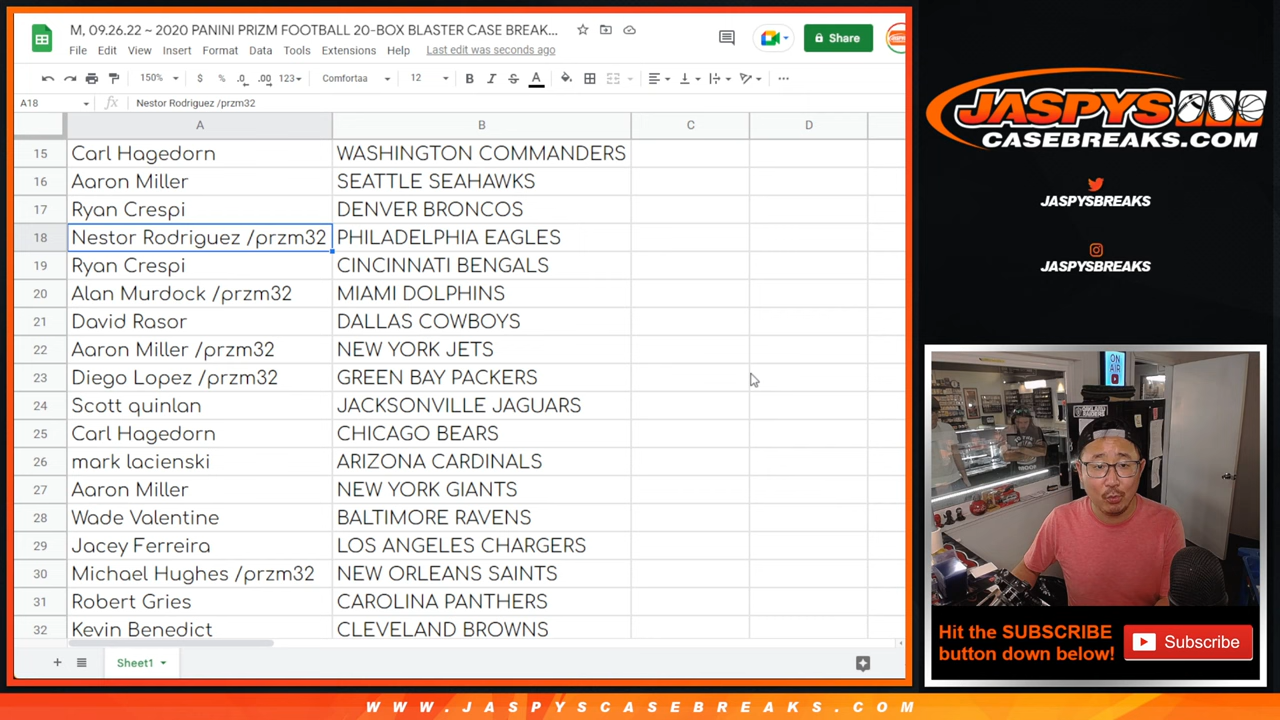 M, 09.26.22 ~ 2020 PANINI PRIZM FOOTBALL 20-BOX BLASTER CASE BREAK...
File Edit View Insert Format Data Tools Extensions Help Last edit was seconds ago
Share
150% $ % .0 .00 123 Comfortaa 12 B I S A
A18 fx Nestor Rodriguez /przm32
A B C D
15 Carl Hagedorn WASHINGTON COMMANDERS
16 Aaron Miller SEATTLE SEAHAWKS
17 Ryan Crespi DENVER BRONCOS
18 Nestor Rodriguez /przm32 PHILADELPHIA EAGLES
19 Ryan Crespi CINCINNATI BENGALS
20 Alan Murdock /przm32 MIAMI DOLPHINS
21 David Rasor DALLAS COWBOYS
22 Aaron Miller /przm32 NEW YORK JETS
23 Diego Lopez /przm32 GREEN BAY PACKERS
24 Scott quinlan JACKSONVILLE JAGUARS
25 Carl Hagedorn CHICAGO BEARS
26 mark lacienski ARIZONA CARDINALS
27 Aaron Miller NEW YORK GIANTS
28 Wade Valentine BALTIMORE RAVENS
29 Jacey Ferreira LOS ANGELES CHARGERS
30 Michael Hughes /przm32 NEW ORLEANS SAINTS
31 Robert Gries CAROLINA PANTHERS
32 Kevin Benedict CLEVELAND BROWNS
Sheet1
JASPYS
CASEBREAKS.COM
JASPYSBREAKS
JASPYSBREAKS
ON AIR
Hit the SUBSCRIBE
button down below!
Subscribe
WWW.JASPYSCASEBREAKS.COM